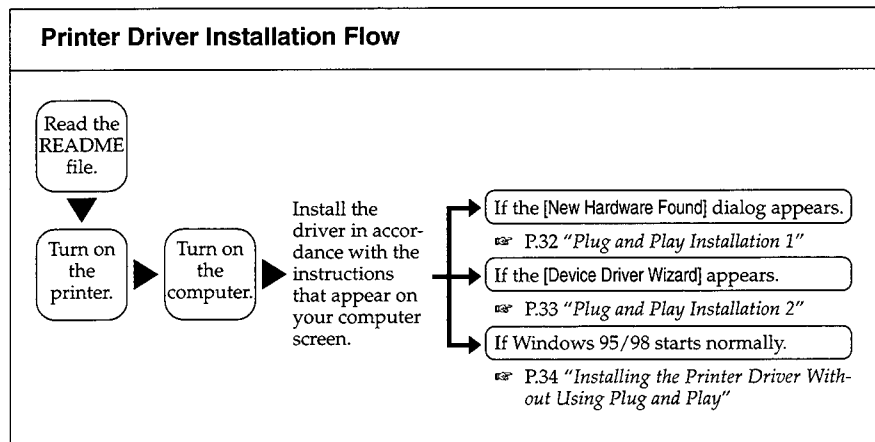 Printer Driver Installation Flow
Read the
README
file.
Turn on
the
printer.
Turn on
the
computer.
Install the
driver in accor-
dance with the
instructions
that appear on
your computer
screen.
If the [New Hardware Found] dialog appears.
☞ P.32 "Plug and Play Installation 1"
If the [Device Driver Wizard] appears.
☞ P.33 "Plug and Play Installation 2"
If Windows 95/98 starts normally.
☞ P.34 "Installing the Printer Driver With-
out Using Plug and Play"